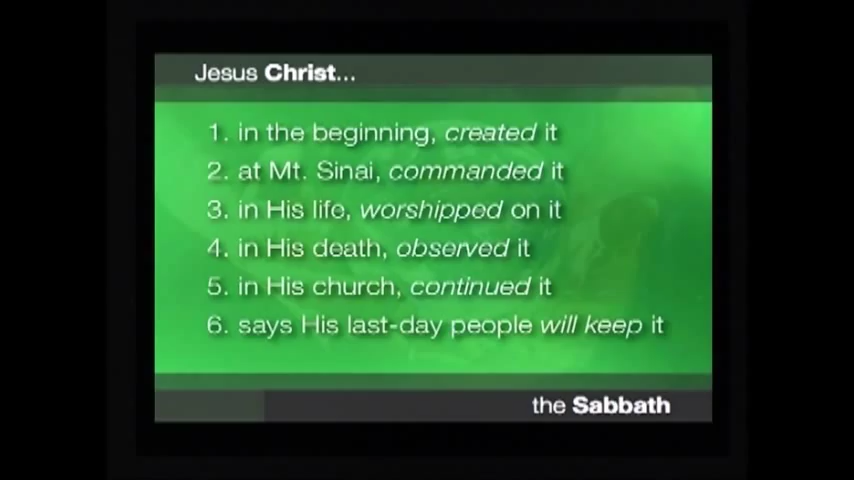 Jesus Christ...
1. in the beginning, created it
2. at Mt. Sinai, commanded it
3. in His life, worshipped on it
4. in His death, observed it
5. in His church, continued it
6. says His last-day people will keep it
the Sabbath